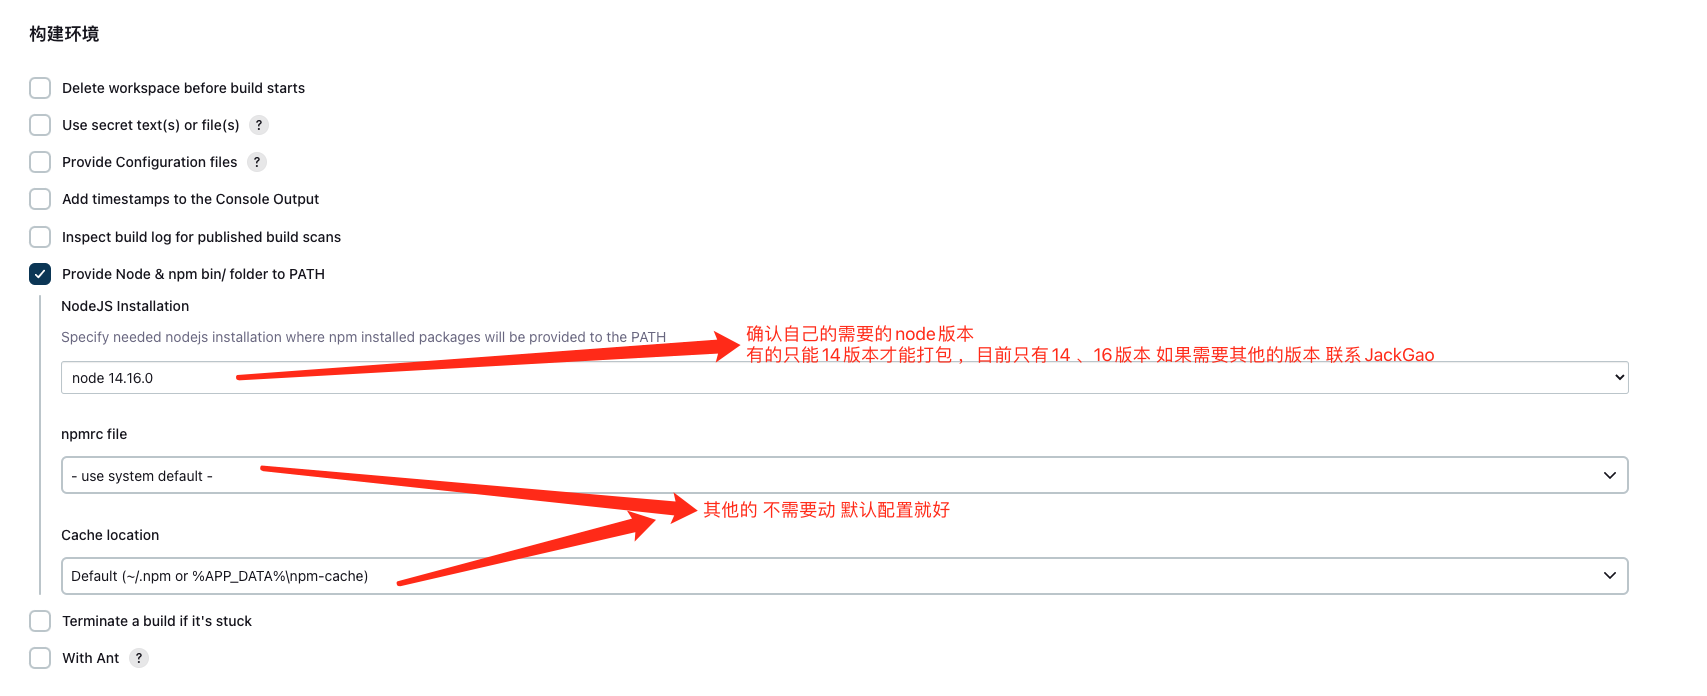 构建环境
Delete workspace before build starts
Use secret text(s) or file(s) ?
Provide Configuration files ?
Add timestamps to the Console Output
Inspect build log for published build scans
Provide Node & npm bin/ folder to PATH
NodeJS Installation
Specify needed nodejs installation where npm installed packages will be provided to the PATH
确认自己的需要的node版本
有的只能14版本才能打包，目前只有14 、16版本 如果需要其他的版本 联系JackGao
node 14.16.0
npmrc file
- use system default -
其他的 不需要动 默认配置就好
Cache location
Default (~/.npm or %APP_DATA%\npm-cache)
Terminate a build if it's stuck
With Ant ?